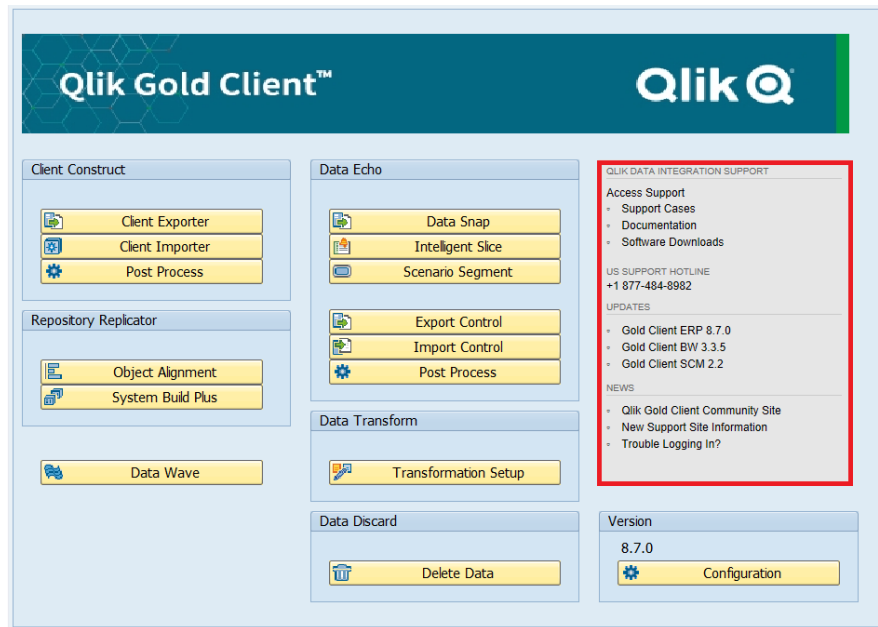 Qlik Gold Client™
Qlik
Client Construct
Client Exporter
Client Importer
Post Process
Repository Replicator
Object Alignment
System Build Plus
Data Wave
Data Echo
Data Snap
Intelligent Slice
Scenario Segment
Export Control
Import Control
Post Process
Data Transform
Transformation Setup
Data Discard
Delete Data
QLIK DATA INTEGRATION SUPPORT
Access Support
Support Cases
Documentation
Software Downloads
US SUPPORT HOTLINE
+1 877-484-8982
UPDATES
Gold Client ERP 8.7.0
Gold Client BW 3.3.5
Gold Client SCM 2.2
NEWS
Qlik Gold Client Community Site
New Support Site Information
Trouble Logging In?
Version
8.7.0
Configuration